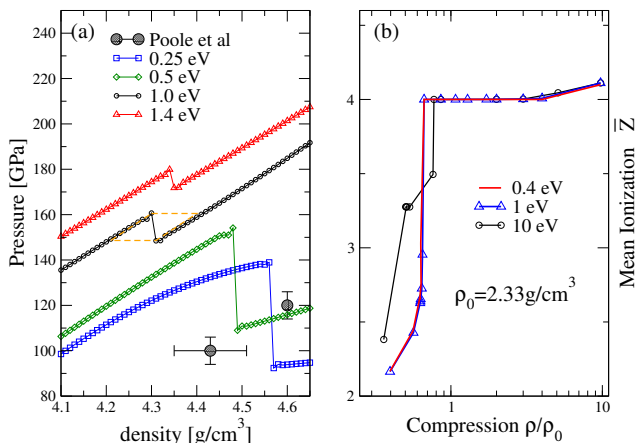 (a)
Poole et al
0.25 eV
0.5 eV
1.0 eV
1.4 eV
240
220
200
180
160
140
120
100
80
Pressure [GPa]
4.1 4.2 4.3 4.4 4.5 4.6
density [g/cm³]
(b)
0.4 eV
1 eV
10 eV
ρ₀=2.33g/cm³
4
3
2
Mean Ionization Z̅
1 10
Compression ρ/ρ₀